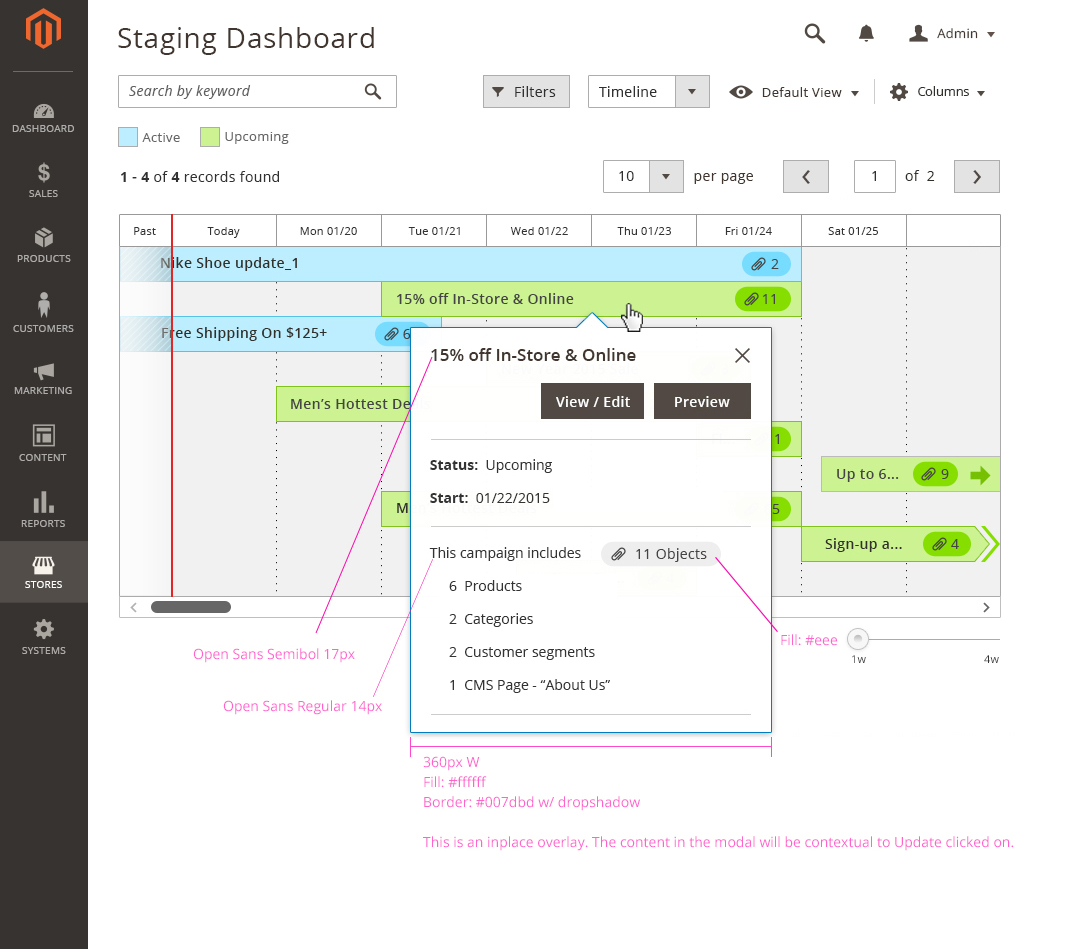 Staging Dashboard
Admin
Search by keyword
Filters
Timeline
Default View
Columns
Active
Upcoming
1 - 4 of 4 records found
10
per page
1
of 2
DASHBOARD
SALES
PRODUCTS
CUSTOMERS
MARKETING
CONTENT
REPORTS
STORES
SYSTEMS
Past
Today
Mon 01/20
Tue 01/21
Wed 01/22
Thu 01/23
Fri 01/24
Sat 01/25
Nike Shoe update_1
2
15% off In-Store & Online
11
Free Shipping On $125+
6
Men’s Hottest De
1
Up to 6...
9
M
5
Sign-up a...
4
15% off In-Store & Online
View / Edit
Preview
Status: Upcoming
Start: 01/22/2015
This campaign includes
11 Objects
6 Products
2 Categories
2 Customer segments
1 CMS Page - “About Us”
Fill: #eee
1w
4w
Open Sans Semibol 17px
Open Sans Regular 14px
360px W
Fill: #ffffff
Border: #007dbd w/ dropshadow
This is an inplace overlay. The content in the modal will be contextual to Update clicked on.